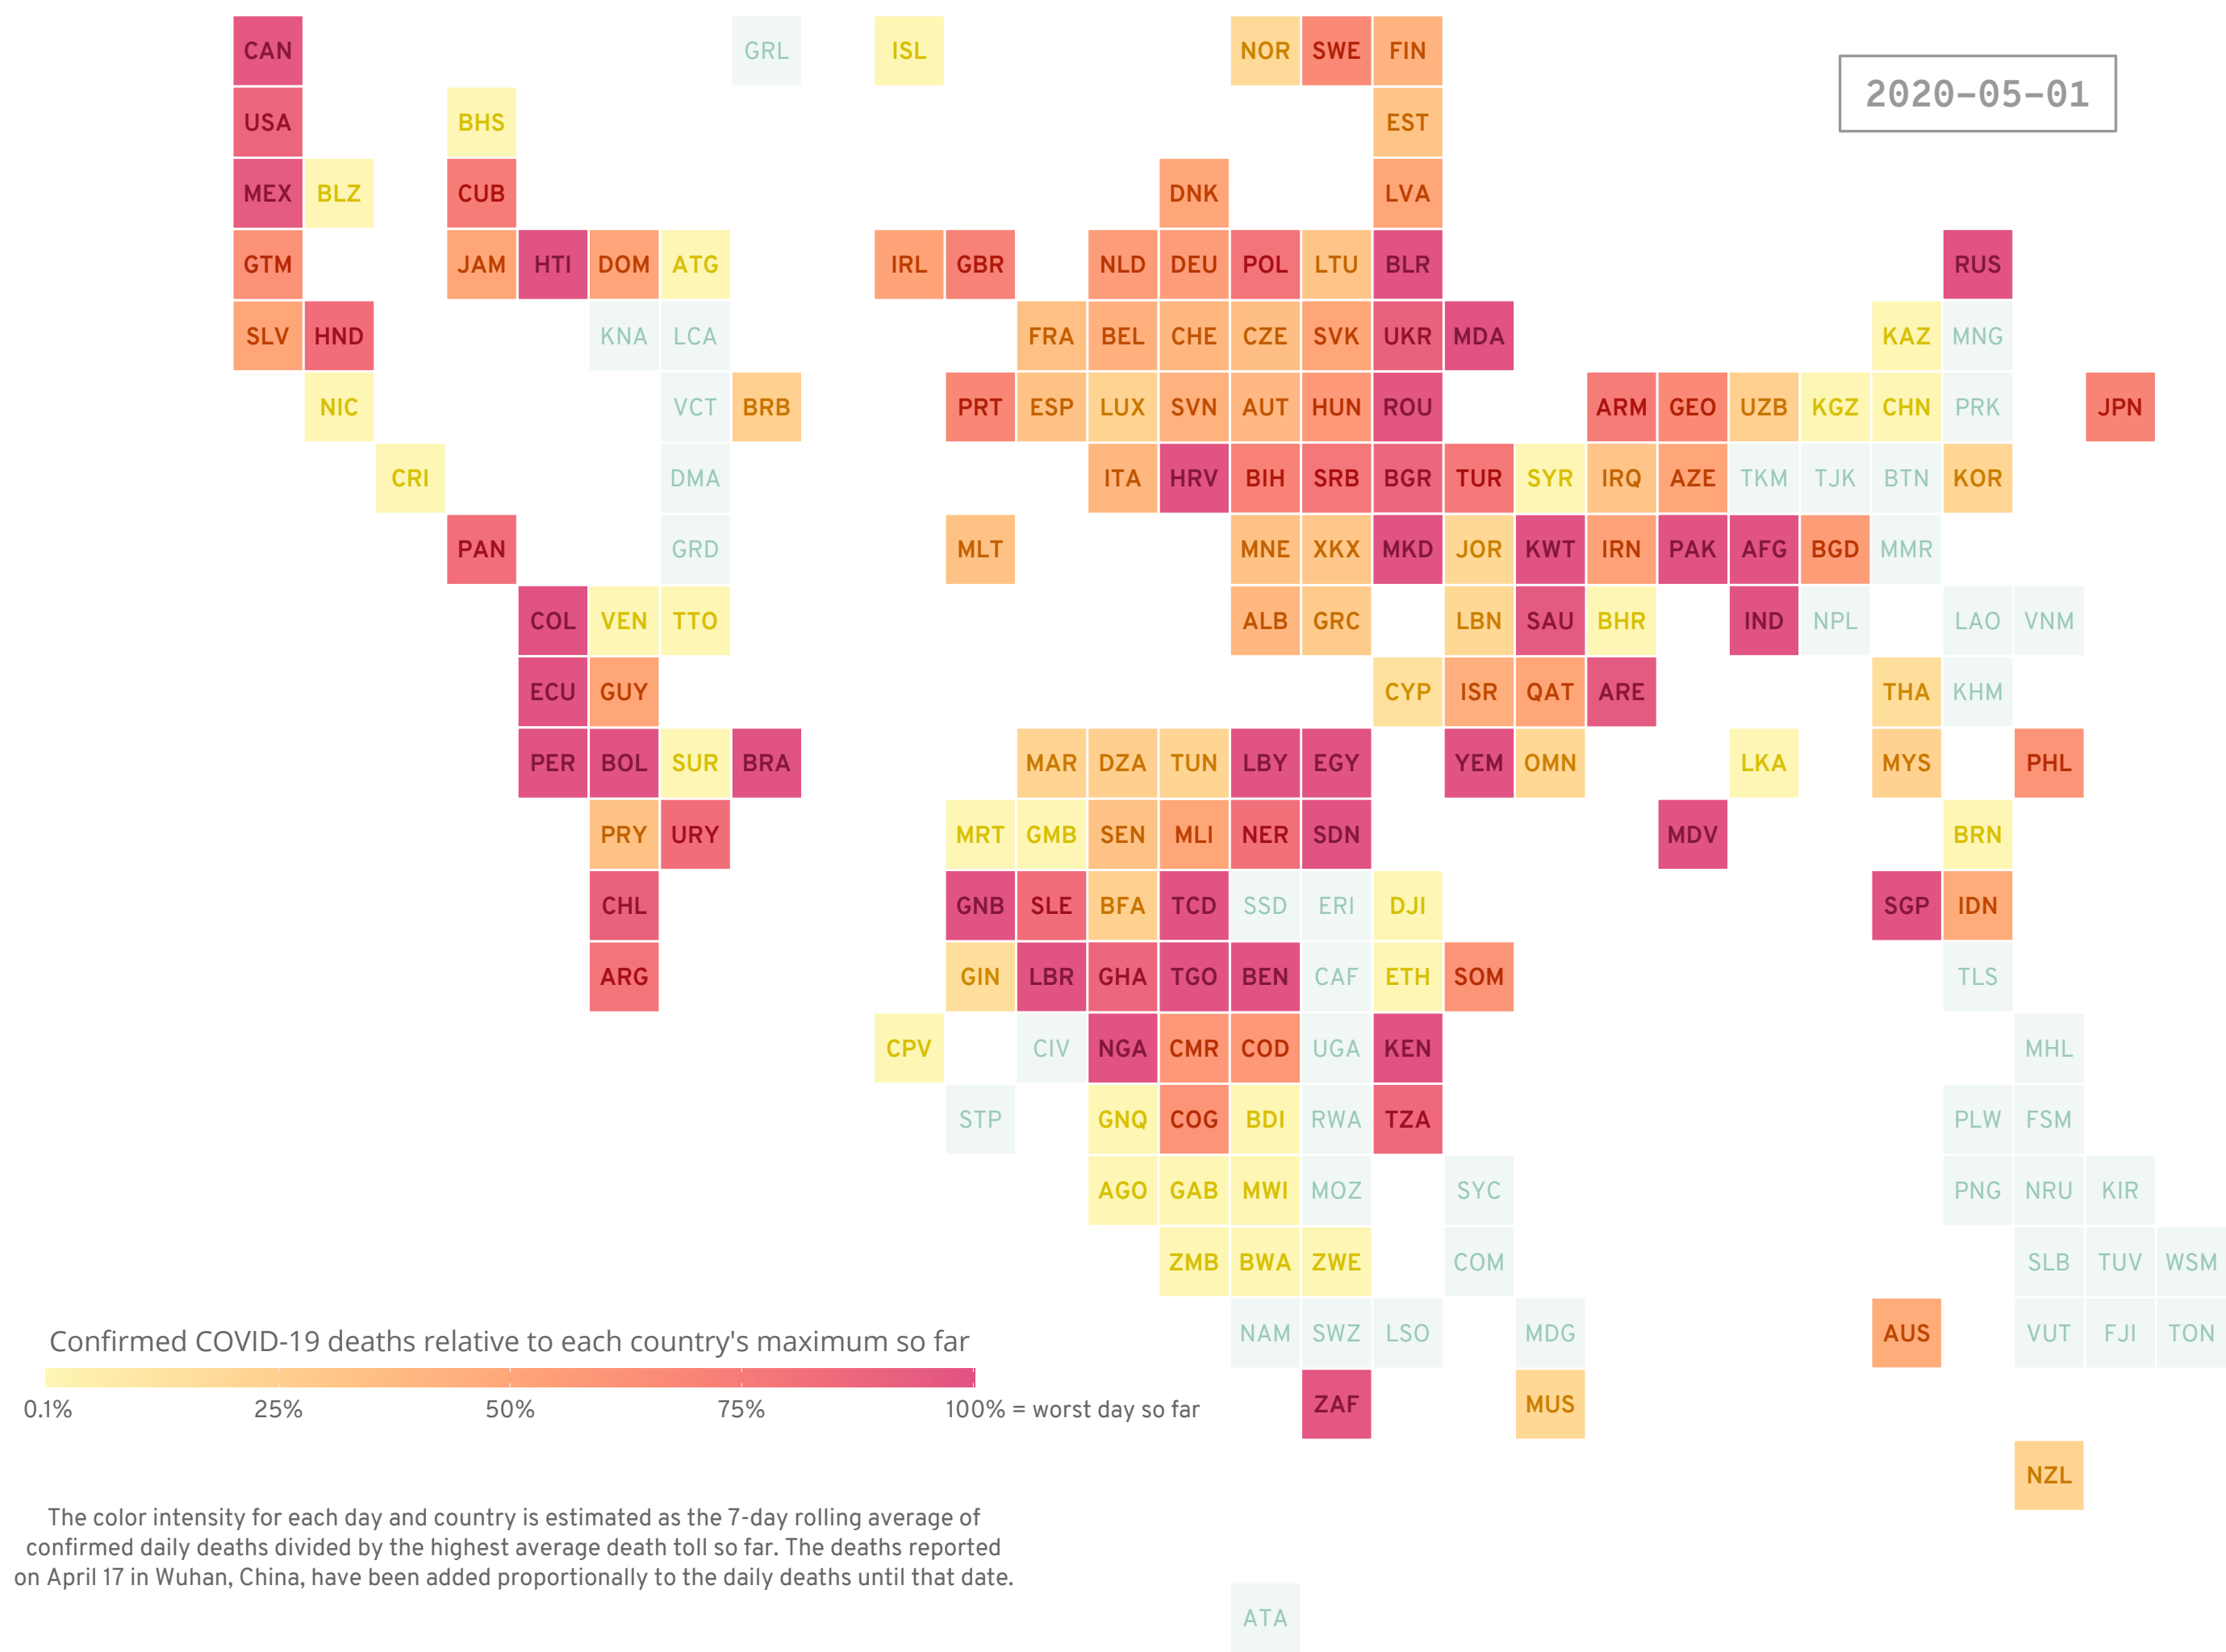 CAN GRL ISL NOR SWE FIN
2020-05-01
USA BHS EST
MEX BLZ CUB DNK LVA
GTM JAM HTI DOM ATG IRL GBR NLD DEU POL LTU BLR RUS
SLV HND KNA LCA FRA BEL CHE CZE SVK UKR MDA KAZ MNG
NIC VCT BRB PRT ESP LUX SVN AUT HUN ROU ARM GEO UZB KGZ CHN PRK JPN
CRI DMA ITA HRV BIH SRB BGR TUR SYR IRQ AZE TKM TJK BTN KOR
PAN GRD MLT MNE XKX MKD JOR KWT IRN PAK AFG BGD MMR
COL VEN TTO ALB GRC LBN SAU BHR IND NPL LAO VNM
ECU GUY CYP ISR QAT ARE THA KHM
PER BOL SUR BRA MAR DZA TUN LBY EGY YEM OMN LKA MYS PHL
PRY URY MRT GMB SEN MLI NER SDN MDV BRN
CHL GNB SLE BFA TCD SSD ERI DJI SGP IDN
ARG GIN LBR GHA TGO BEN CAF ETH SOM TLS
CPV CIV NGA CMR COD UGA KEN MHL
STP GNQ COG BDI RWA TZA PLW FSM
AGO GAB MWI MOZ SYC PNG NRU KIR
ZMB BWA ZWE COM SLB TUV WSM
NAM SWZ LSO MDG AUS VUT FJI TON
Confirmed COVID-19 deaths relative to each country's maximum so far
0.1% 25% 50% 75% 100% = worst day so far
ZAF MUS
NZL
The color intensity for each day and country is estimated as the 7-day rolling average of
confirmed daily deaths divided by the highest average death toll so far. The deaths reported
on April 17 in Wuhan, China, have been added proportionally to the daily deaths until that date.
ATA